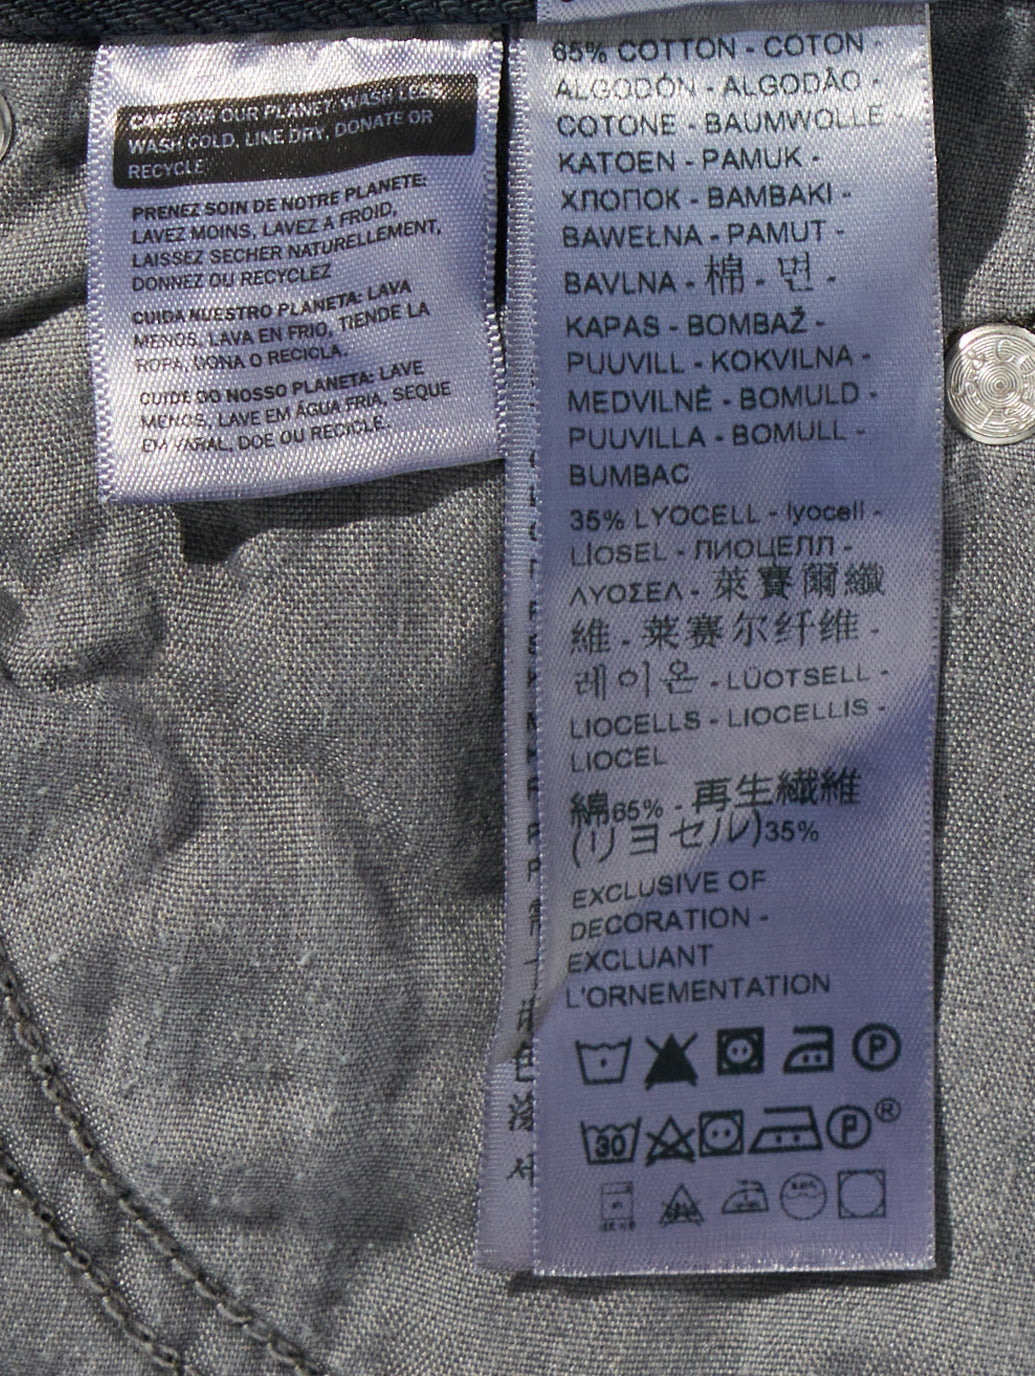 CARE FOR OUR PLANET: WASH LESS,
WASH COLD, LINE DRY, DONATE OR
RECYCLE
PRENEZ SOIN DE NOTRE PLANETE:
LAVEZ MOINS, LAVEZ A FROID,
LAISSEZ SECHER NATURELLEMENT,
DONNEZ OU RECYCLEZ
CUIDA NUESTRO PLANETA: LAVA
MENOS, LAVA EN FRIO, TIENDE LA
ROPA, DONA O RECICLA.
CUIDE DO NOSSO PLANETA: LAVE
MENOS, LAVE EM ÁGUA FRIA, SEQUE
EM VARAL, DOE OU RECICLE.
65% COTTON - COTON -
ALGODÓN - ALGODÃO -
COTONE - BAUMWOLLE -
KATOEN - PAMUK -
ХЛОПОК - BAMBAKI -
BAWEŁNA - PAMUT -
BAVLNA - 棉 - 면 -
KAPAS - BOMBAŽ -
PUUVILL - KOKVILNA -
MEDVILNĖ - BOMULD -
PUUVILLA - BOMULL -
BUMBAC
35% LYOCELL - lyocell -
LİOSEL - ЛИОЦЕЛЛ -
ΛΥΟΣΕΛ - 萊賽爾纖
維 - 莱赛尔纤维 -
레이온 - LÜOTSELL -
LIOCELLS - LIOCELLIS -
LIOCEL
綿65% - 再生繊維
(リヨセル)35%
EXCLUSIVE OF
DECORATION -
EXCLUANT
L'ORNEMENTATION
P
30 P ®